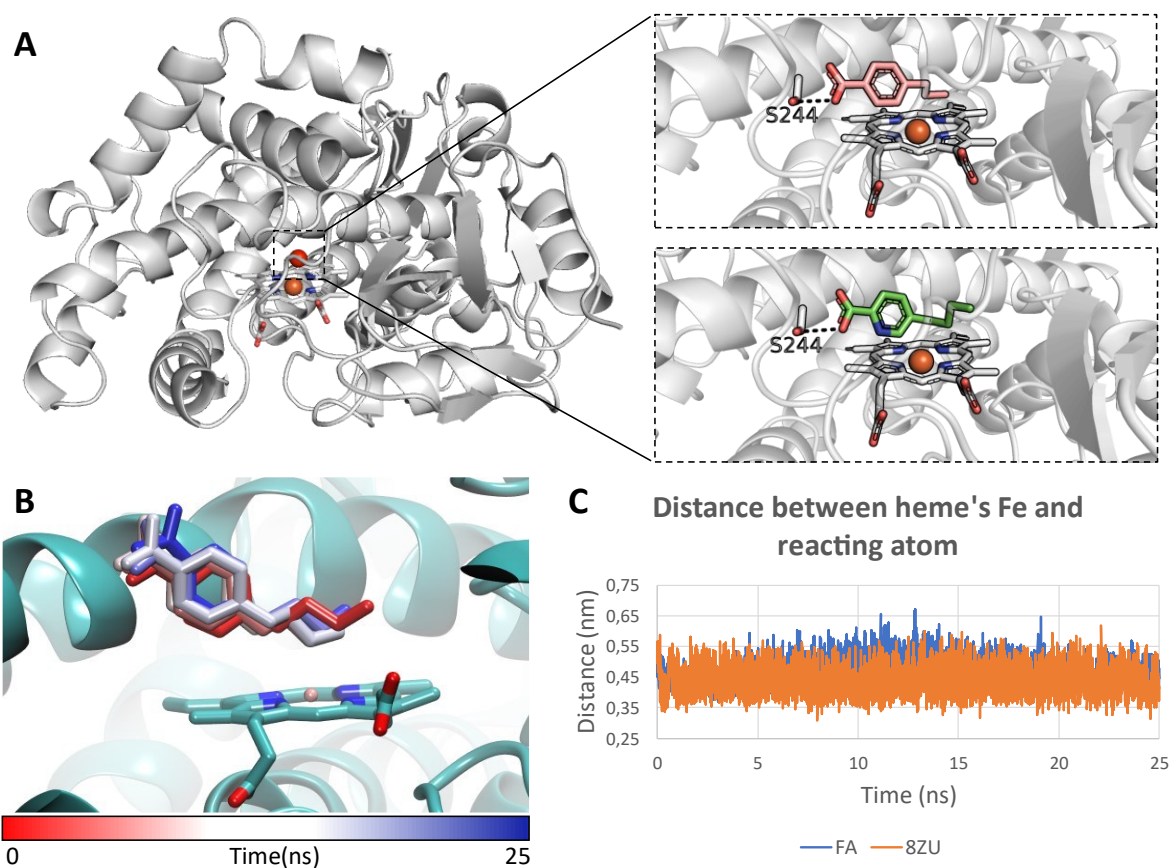 A
S244
S244
B
0
Time(ns)
25
C
Distance between heme's Fe and
reacting atom
Distance (nm)
0,75
0,65
0,55
0,45
0,35
0,25
0 5 10 15 20 25
Time (ns)
FA 8ZU